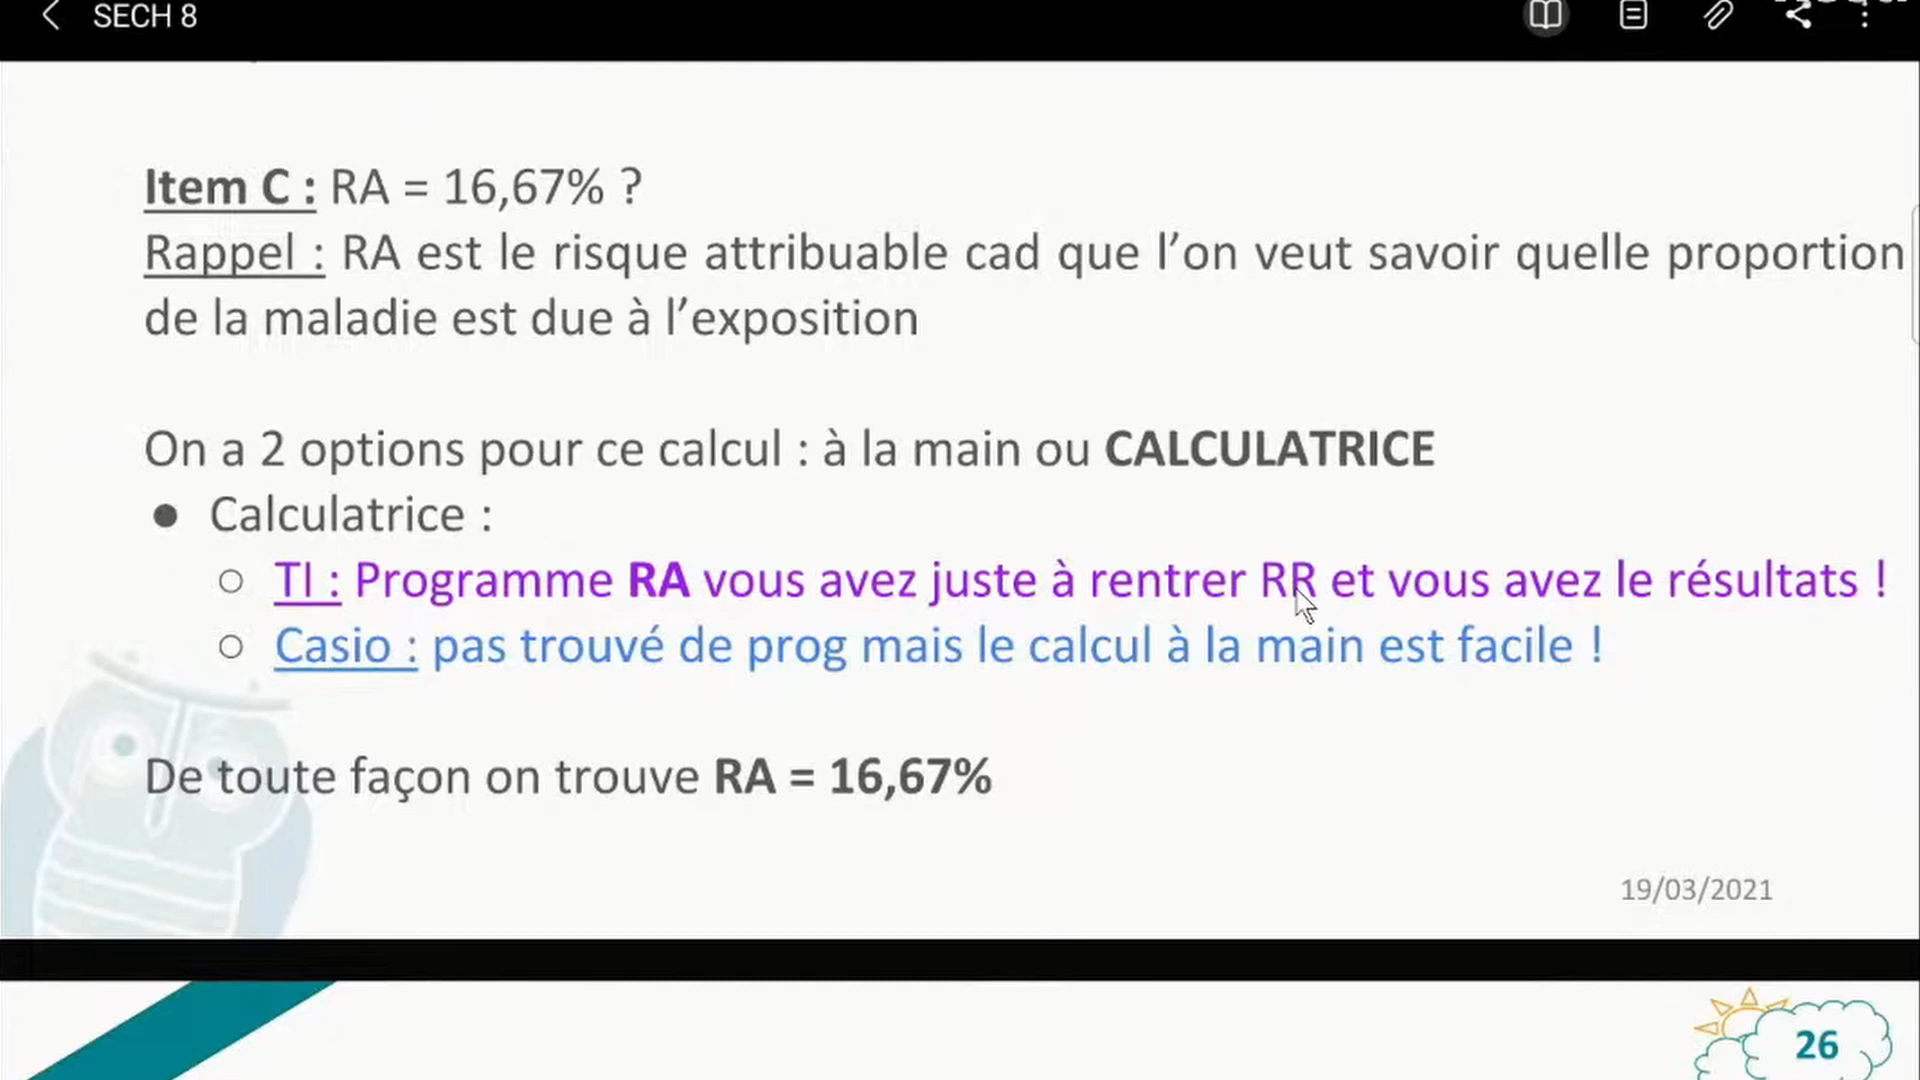 SECH 8
Item C : RA = 16,67% ?
Rappel : RA est le risque attribuable cad que l’on veut savoir quelle proportion
de la maladie est due à l’exposition
On a 2 options pour ce calcul : à la main ou CALCULATRICE
● Calculatrice :
○ TI : Programme RA vous avez juste à rentrer RR et vous avez le résultats !
○ Casio : pas trouvé de prog mais le calcul à la main est facile !
De toute façon on trouve RA = 16,67%
19/03/2021
26